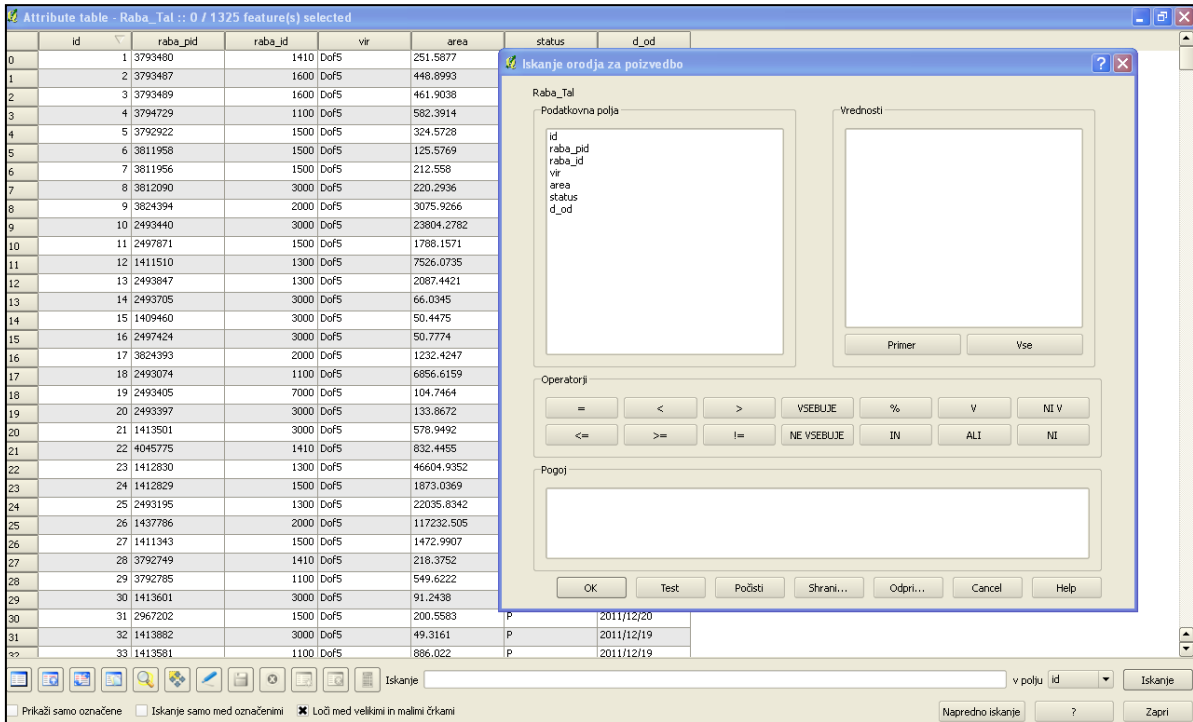 Attribute table - Raba_Tal :: 0 / 1325 feature(s) selected
id raba_pid raba_id vir area status d_od
0 1 3793480 1410 Dof5 251.5877
1 2 3793487 1600 Dof5 448.8993
2 3 3793489 1600 Dof5 461.9038
3 4 3794729 1100 Dof5 582.3914
4 5 3792922 1500 Dof5 324.5728
5 6 3811958 1500 Dof5 125.5769
6 7 3811956 1500 Dof5 212.558
7 8 3812090 3000 Dof5 220.2936
8 9 3824394 2000 Dof5 3075.9266
9 10 2493440 3000 Dof5 23804.2782
10 11 2497871 1500 Dof5 1788.1571
11 12 1411510 1300 Dof5 7526.0735
12 13 2493847 1300 Dof5 2087.4421
13 14 2493705 3000 Dof5 66.0345
14 15 1409460 3000 Dof5 50.4475
15 16 2497424 3000 Dof5 50.7774
16 17 3824393 2000 Dof5 1232.4247
17 18 2493074 1100 Dof5 6856.6159
18 19 2493405 7000 Dof5 104.7464
19 20 2493397 3000 Dof5 133.8672
20 21 1413501 3000 Dof5 578.9492
21 22 4045775 1410 Dof5 832.4455
22 23 1412830 1300 Dof5 46604.9352
23 24 1412829 1500 Dof5 1873.0369
24 25 2493195 1300 Dof5 22035.8342
25 26 1437786 2000 Dof5 117232.505
26 27 1411343 1500 Dof5 1472.9907
27 28 3792749 1410 Dof5 218.3752
28 29 3792785 1100 Dof5 549.6222
29 30 1413601 3000 Dof5 91.2438
30 31 2967202 1500 Dof5 200.5583 P 2011/12/20
31 32 1413882 3000 Dof5 49.3161 P 2011/12/19
32 33 1413581 1100 Dof5 886.022 P 2011/12/19
Iskanje orodja za poizvedbo
Raba_Tal
Podatkovna polja
id
raba_pid
raba_id
vir
area
status
d_od
Vrednosti
Primer Vse
Operatorji
= < > VSEBUJE % V NI V
<= >= != NE VSEBUJE IN ALI NI
Pogoj
OK Test Počisti Shrani... Odpri... Cancel Help
Iskanje v polju id Iskanje
Prikaži samo označene Iskanje samo med označenimi Loči med velikimi in malimi črkami Napredno iskanje ? Zapri